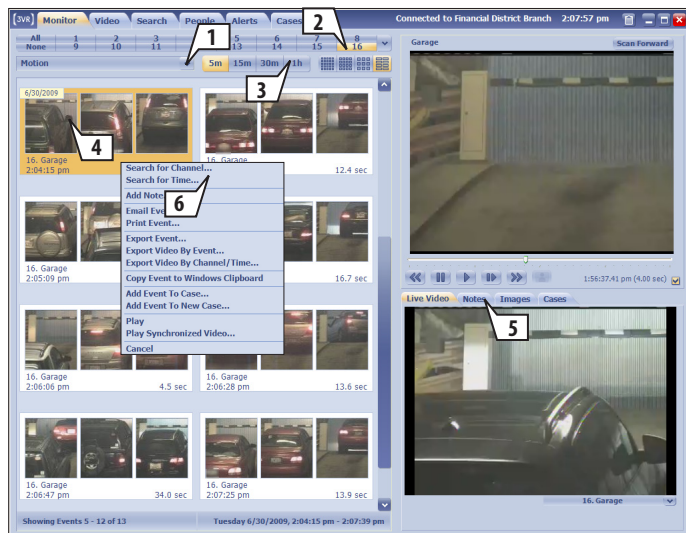 [3VR] Monitor Video Search People Alerts Cases Connected to Financial District Branch 2:07:57 pm
2
All 1 2 3 5 6 7 8
None 9 10 11 13 14 15 16
1
Motion 5m 15m 30m 1h
3
6/30/2009
4
16. Garage
2:04:15 pm
16. Garage
12.4 sec
Search for Channel...
Search for Time...
Add Note
6
Email Eve
Print Event...
Export Event...
Export Video By Event...
Export Video By Channel/Time...
Copy Event to Windows Clipboard
Add Event To Case...
Add Event To New Case...
Play
Play Synchronized Video...
Cancel
16. Garage
2:05:09 pm
16.7 sec
16. Garage
2:06:06 pm 4.5 sec
16. Garage
2:06:28 pm 13.6 sec
16. Garage
2:06:47 pm 34.0 sec
16. Garage
2:07:25 pm 13.9 sec
Showing Events 5 - 12 of 13 Tuesday 6/30/2009, 2:04:15 pm - 2:07:39 pm
Garage Scan Forward
1:56:37.41 pm (4.00 sec)
Live Video Notes Images Cases
5
16. Garage